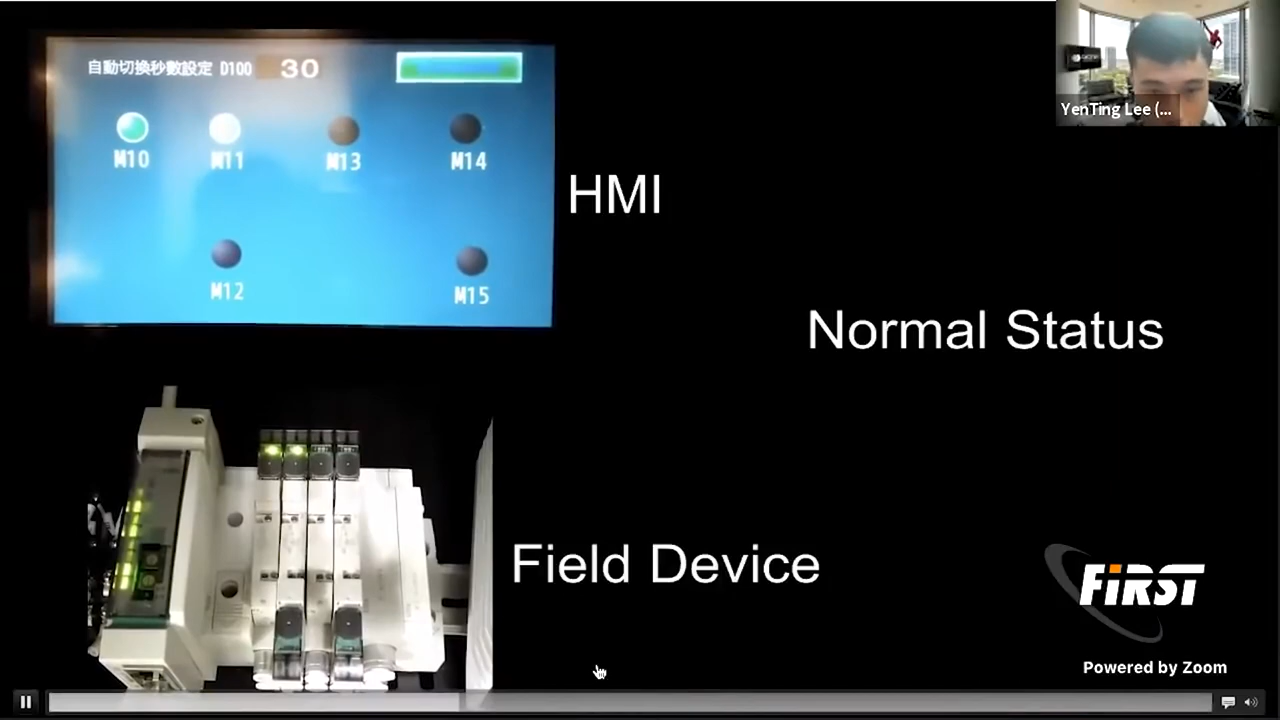 自動切換秒數設定 D100 30
M10 M11 M13 M14
M12 M15
HMI
Normal Status
Field Device
YenTing Lee (...
FiRST
Powered by Zoom